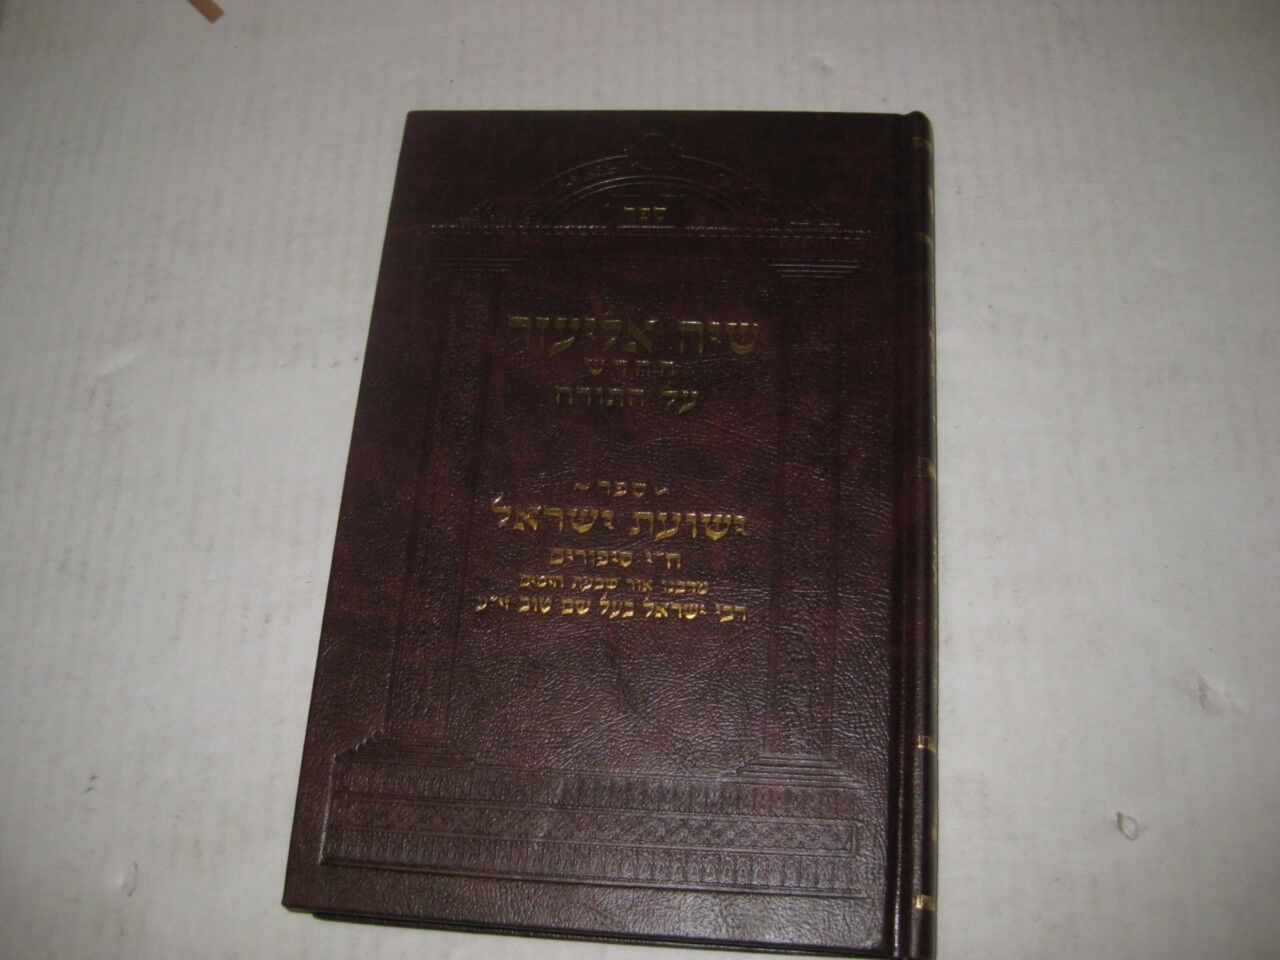 ספר
שיח אליעזר
החדש
על התורה
~ ספר ~
ישועת ישראל
ח״י סיפורים
מרבנו אור שבעת הימים
רבי ישראל בעל שם טוב זי״ע